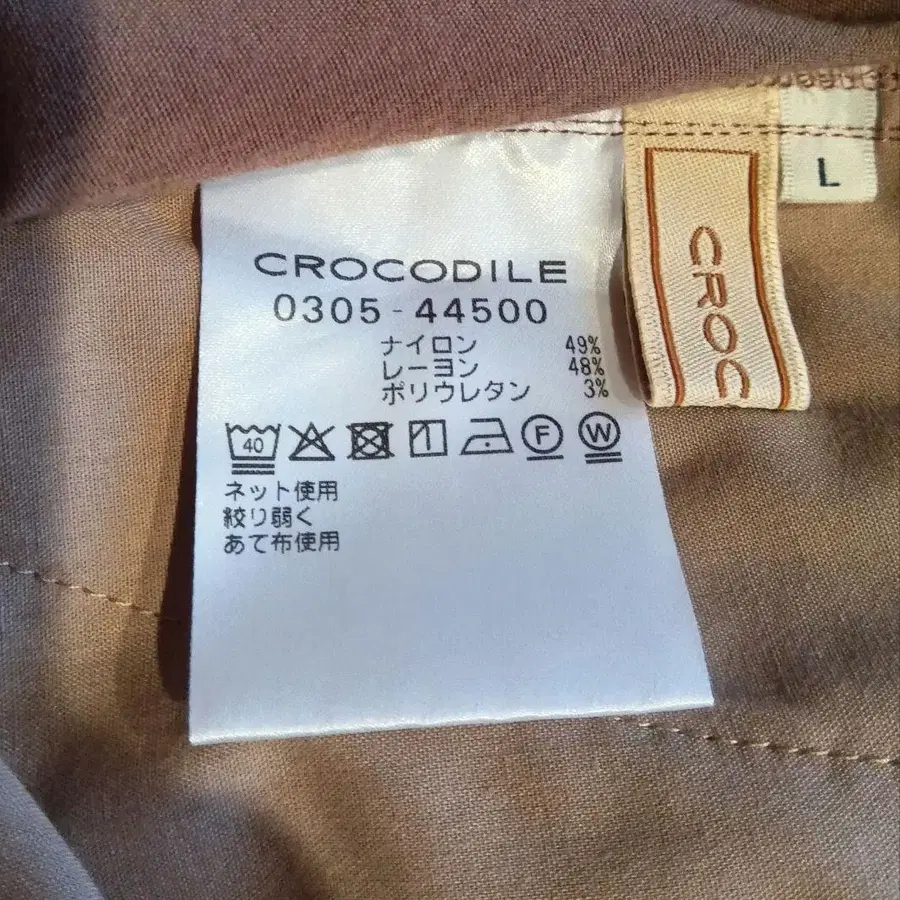 CROCODILE
0305-44500
ナイロン 49%
レーヨン 48%
ポリウレタン 3%
40
F
W
ネット使用
絞り弱く
あて布使用
CROC
L